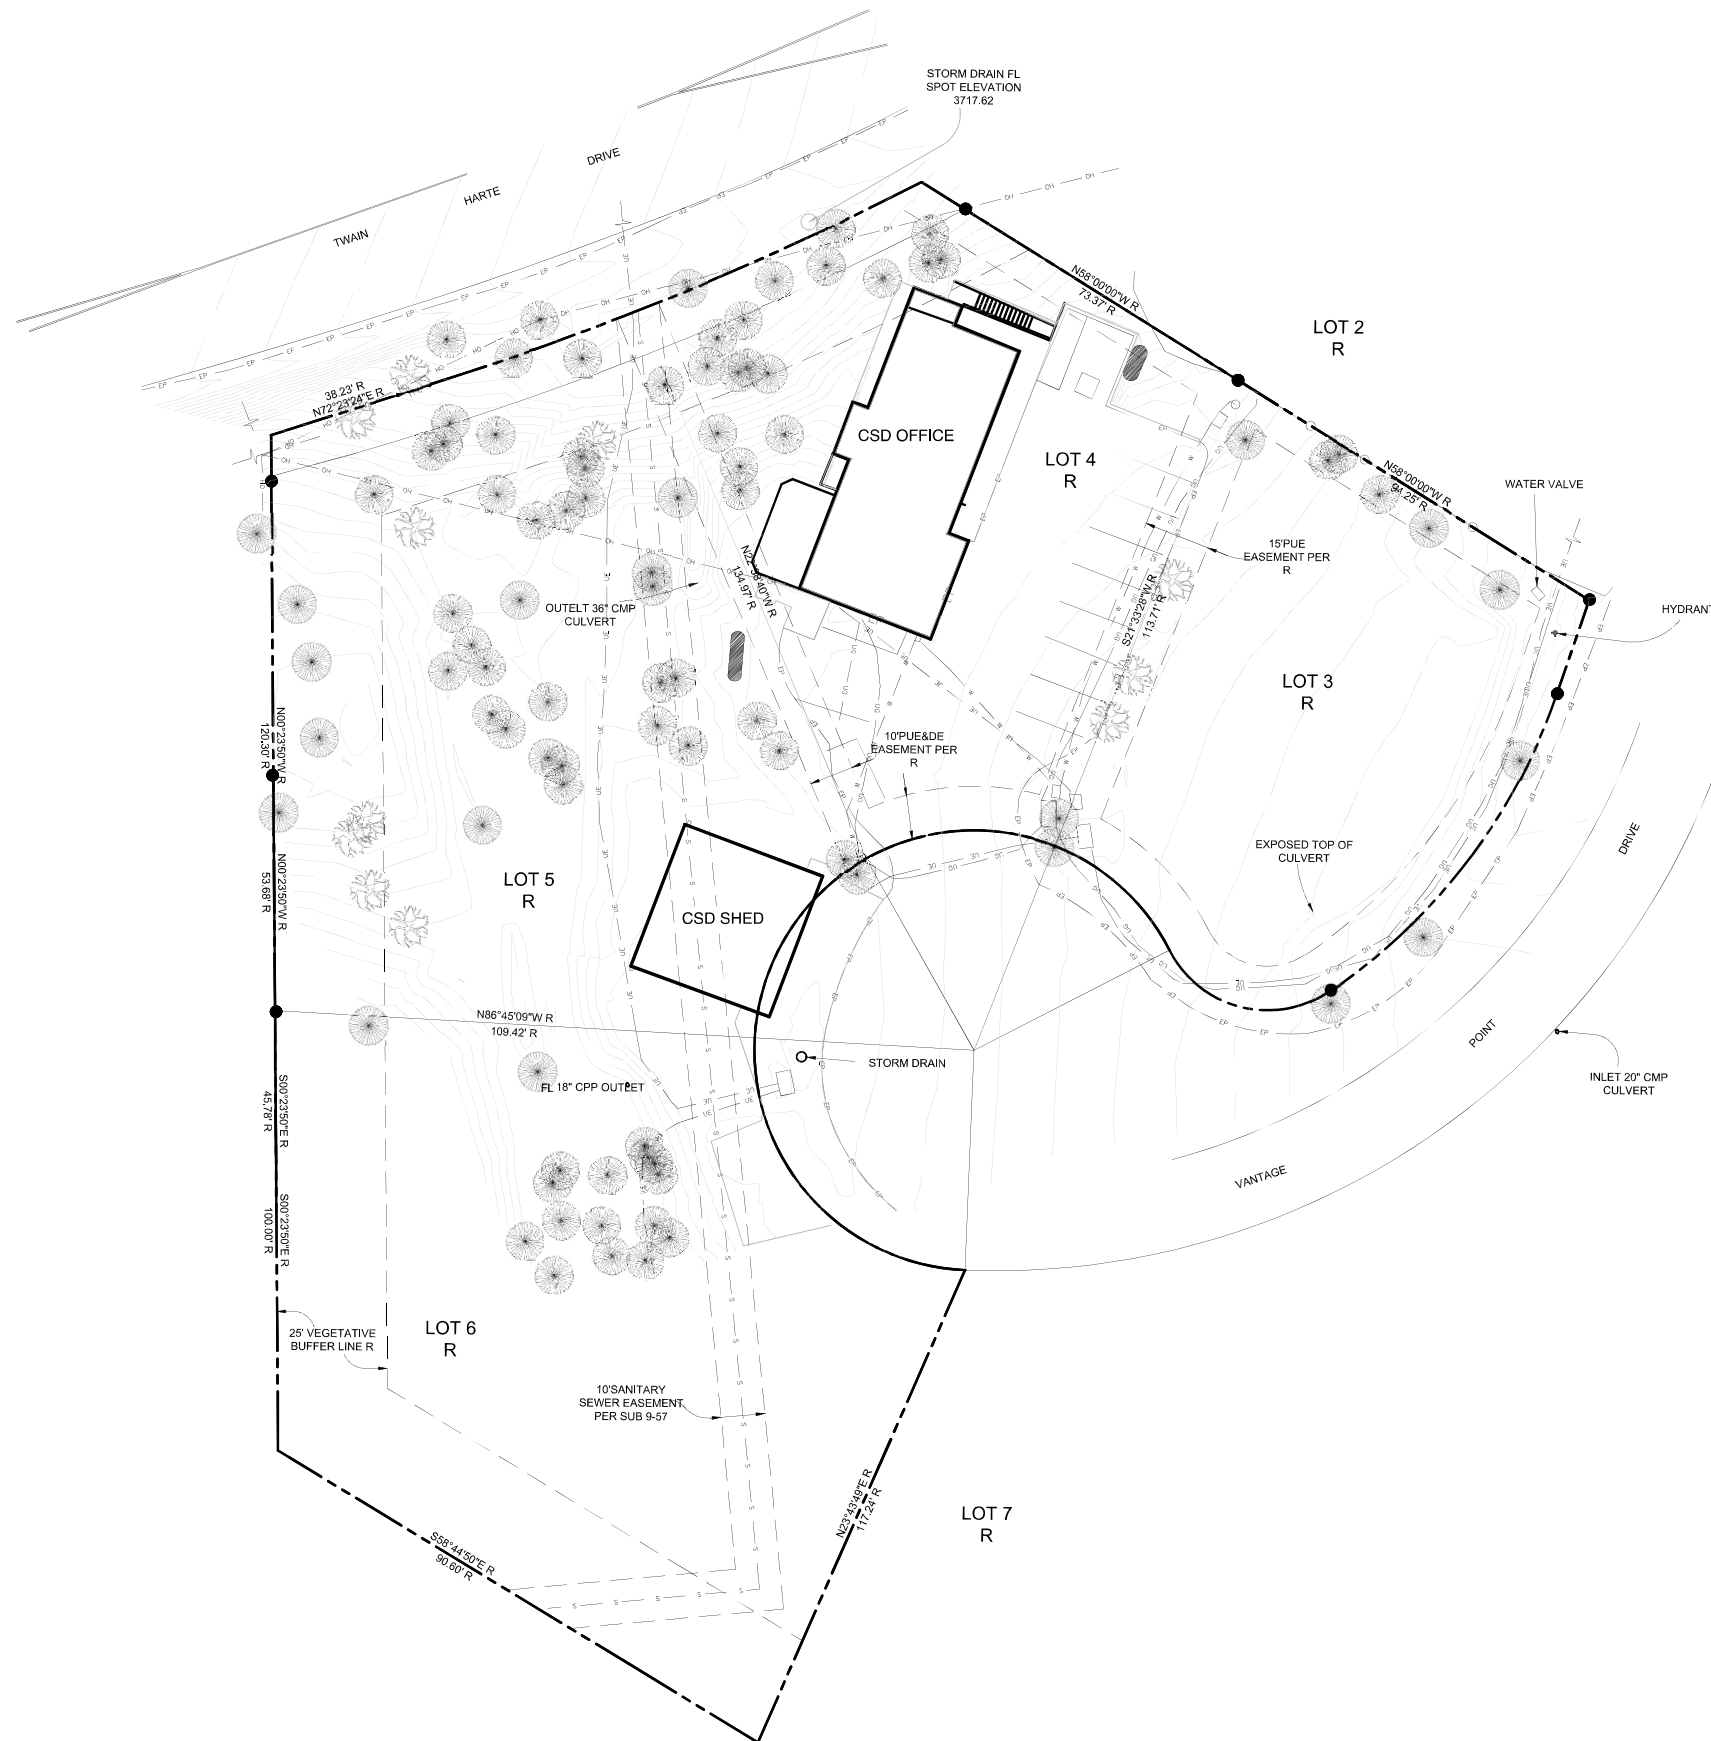 STORM DRAIN FL
SPOT ELEVATION
3717.62
TWAIN
HARTE
DRIVE
38.23' R
N72°23'24"E R
N58°00'00"W R
73.37' R
LOT 2
R
CSD OFFICE
LOT 4
R
N58°00'00"W R
94.25' R
WATER VALVE
15'PUE
EASEMENT PER
R
HYDRANT
OUTELT 36" CMP
CULVERT
134.97' R
S21°33'28"W R
113.71' R
LOT 3
R
N00°23'50"W R
120.30' R
10'PUE&DE
EASEMENT PER
R
N00°23'50"W R
53.68' R
LOT 5
R
CSD SHED
EXPOSED TOP OF
CULVERT
DRIVE
POINT
VANTAGE
N86°45'09"W R
109.42' R
STORM DRAIN
FL 18" CPP OUTLET
INLET 20" CMP
CULVERT
S00°23'50"E R
45.78' R
S00°23'50"E R
100.00' R
25' VEGETATIVE
BUFFER LINE R
LOT 6
R
10'SANITARY
SEWER EASEMENT
PER SUB 9-57
N23°43'49"E R
117.24' R
LOT 7
R
S58°44'50"E R
90.60' R